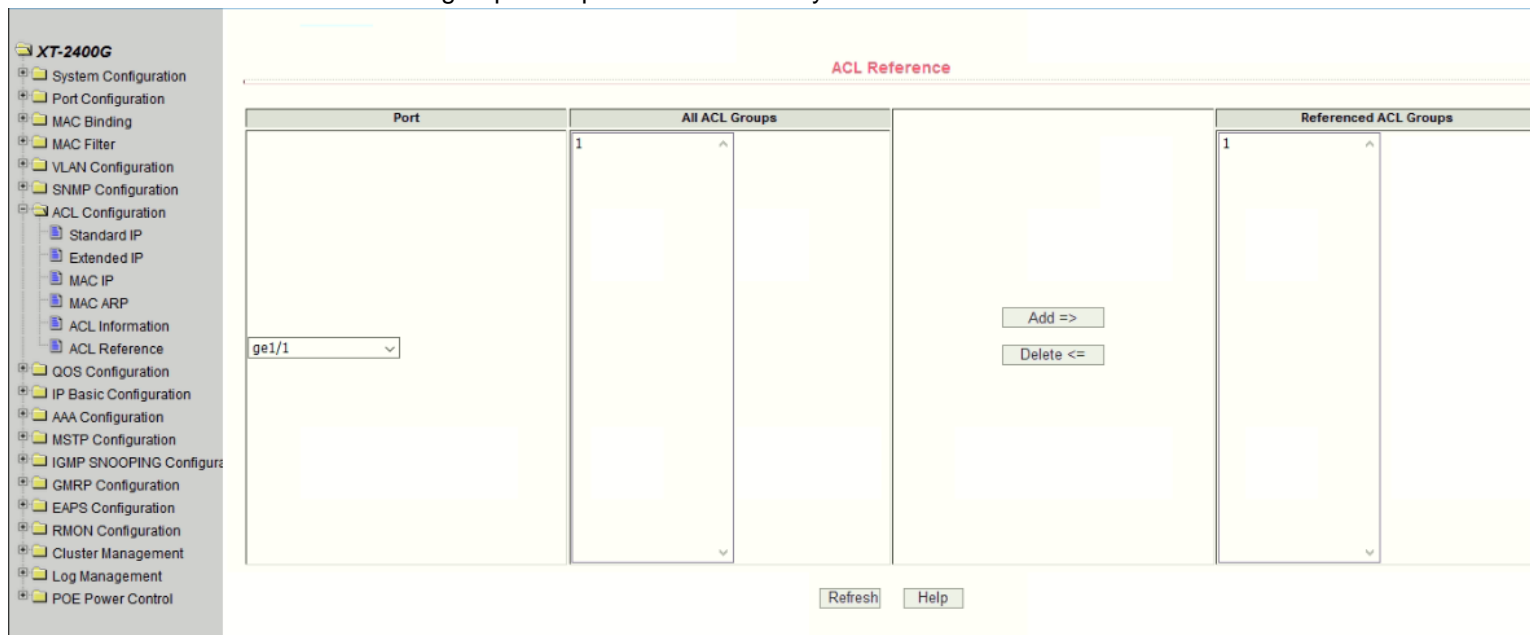 XT-2400G
System Configuration
Port Configuration
MAC Binding
MAC Filter
VLAN Configuration
SNMP Configuration
ACL Configuration
Standard IP
Extended IP
MAC IP
MAC ARP
ACL Information
ACL Reference
QOS Configuration
IP Basic Configuration
AAA Configuration
MSTP Configuration
IGMP SNOOPING Configura
GMRP Configuration
EAPS Configuration
RMON Configuration
Cluster Management
Log Management
POE Power Control
ACL Reference
Port All ACL Groups Referenced ACL Groups
1 1
ge1/1
Add =>
Delete <=
Refresh Help